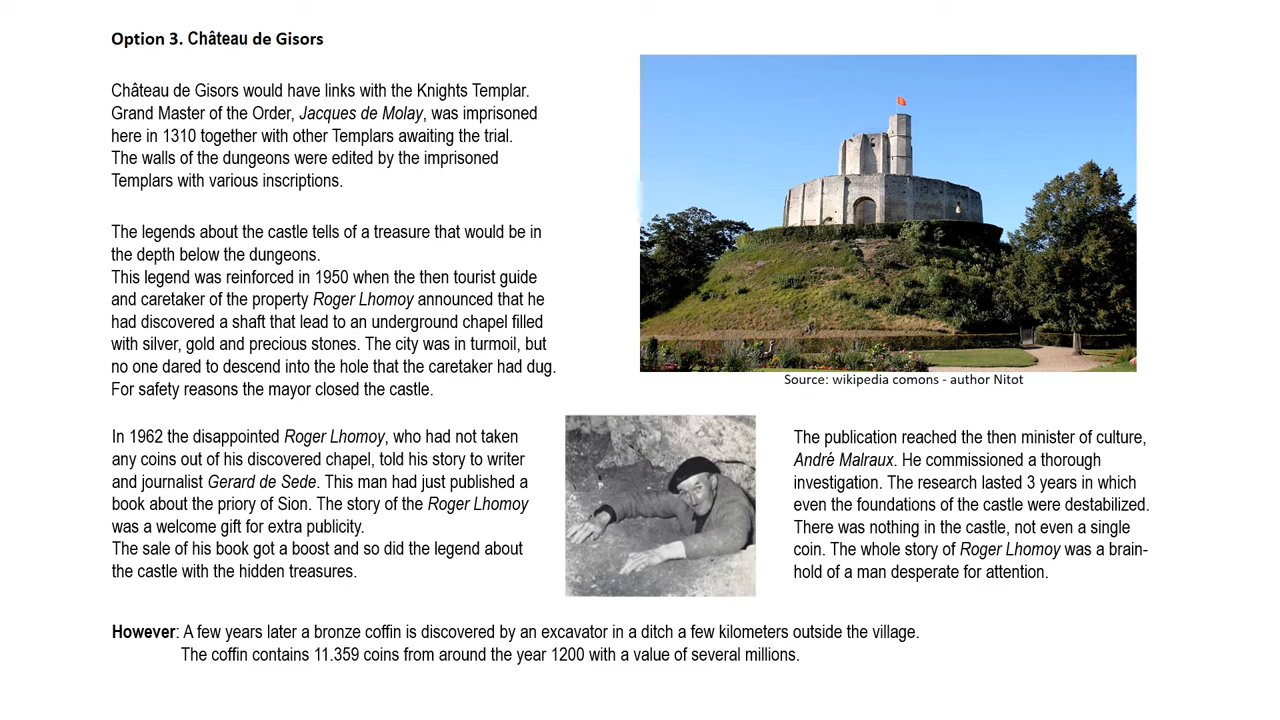 Option 3. Château de Gisors
Château de Gisors would have links with the Knights Templar.
Grand Master of the Order, Jacques de Molay, was imprisoned
here in 1310 together with other Templars awaiting the trial.
The walls of the dungeons were edited by the imprisoned
Templars with various inscriptions.
The legends about the castle tells of a treasure that would be in
the depth below the dungeons.
This legend was reinforced in 1950 when the then tourist guide
and caretaker of the property Roger Lhomoy announced that he
had discovered a shaft that lead to an underground chapel filled
with silver, gold and precious stones. The city was in turmoil, but
no one dared to descend into the hole that the caretaker had dug.
For safety reasons the mayor closed the castle.
Source: wikipedia comons - author Nitot
In 1962 the disappointed Roger Lhomoy, who had not taken
any coins out of his discovered chapel, told his story to writer
and journalist Gerard de Sede. This man had just published a
book about the priory of Sion. The story of the Roger Lhomoy
was a welcome gift for extra publicity.
The sale of his book got a boost and so did the legend about
the castle with the hidden treasures.
The publication reached the then minister of culture,
André Malraux. He commissioned a thorough
investigation. The research lasted 3 years in which
even the foundations of the castle were destabilized.
There was nothing in the castle, not even a single
coin. The whole story of Roger Lhomoy was a brain-
hold of a man desperate for attention.
However: A few years later a bronze coffin is discovered by an excavator in a ditch a few kilometers outside the village.
The coffin contains 11.359 coins from around the year 1200 with a value of several millions.